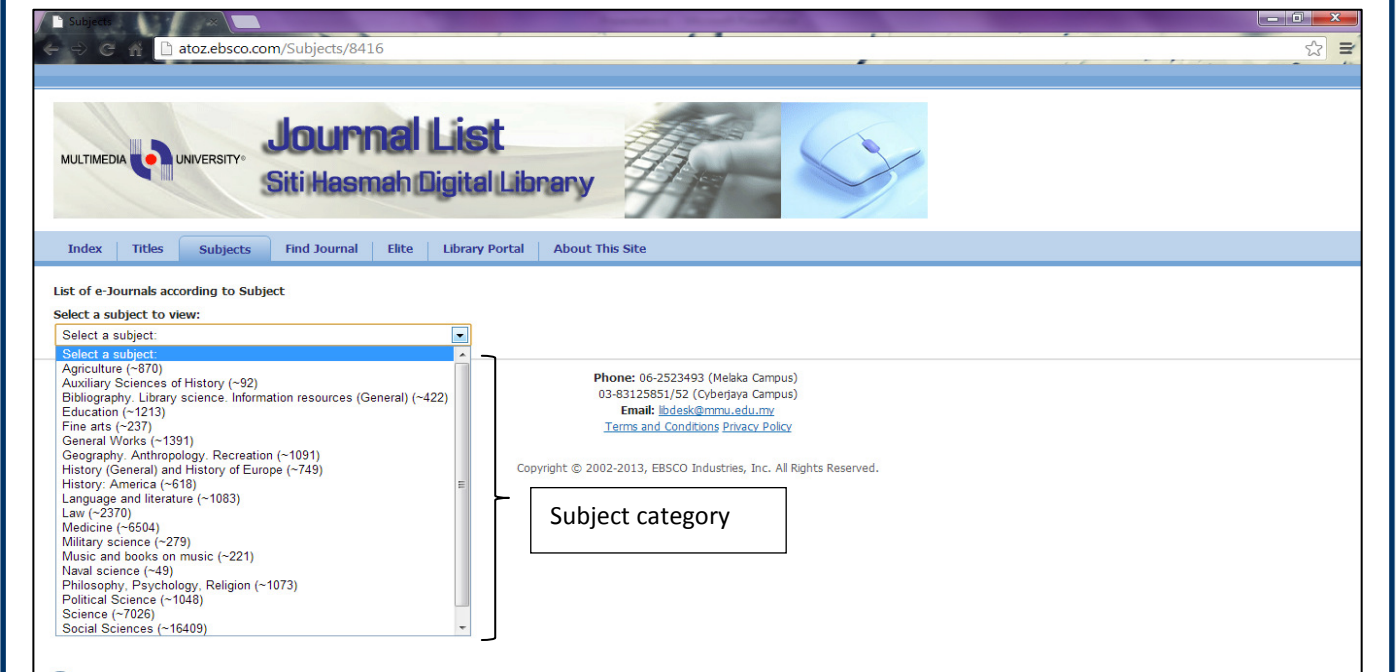 Subjects
atoz.ebsco.com/Subjects/8416
MULTIMEDIA UNIVERSITY®
Journal List
Siti Hasmah Digital Library
Index Titles Subjects Find Journal Elite Library Portal About This Site
List of e-Journals according to Subject
Select a subject to view:
Select a subject:
Select a subject:
Agriculture (~870)
Auxiliary Sciences of History (~92)
Bibliography. Library science. Information resources (General) (~422)
Education (~1213)
Fine arts (~237)
General Works (~1391)
Geography. Anthropology. Recreation (~1091)
History (General) and History of Europe (~749)
History: America (~618)
Language and literature (~1083)
Law (~2370)
Medicine (~6504)
Military science (~279)
Music and books on music (~221)
Naval science (~49)
Philosophy, Psychology, Religion (~1073)
Political Science (~1048)
Science (~7026)
Social Sciences (~16409)
Phone: 06-2523493 (Melaka Campus)
03-83125851/52 (Cyberjaya Campus)
Email: libdesk@mmu.edu.my
Terms and Conditions Privacy Policy
Copyright © 2002-2013, EBSCO Industries, Inc. All Rights Reserved.
Subject category